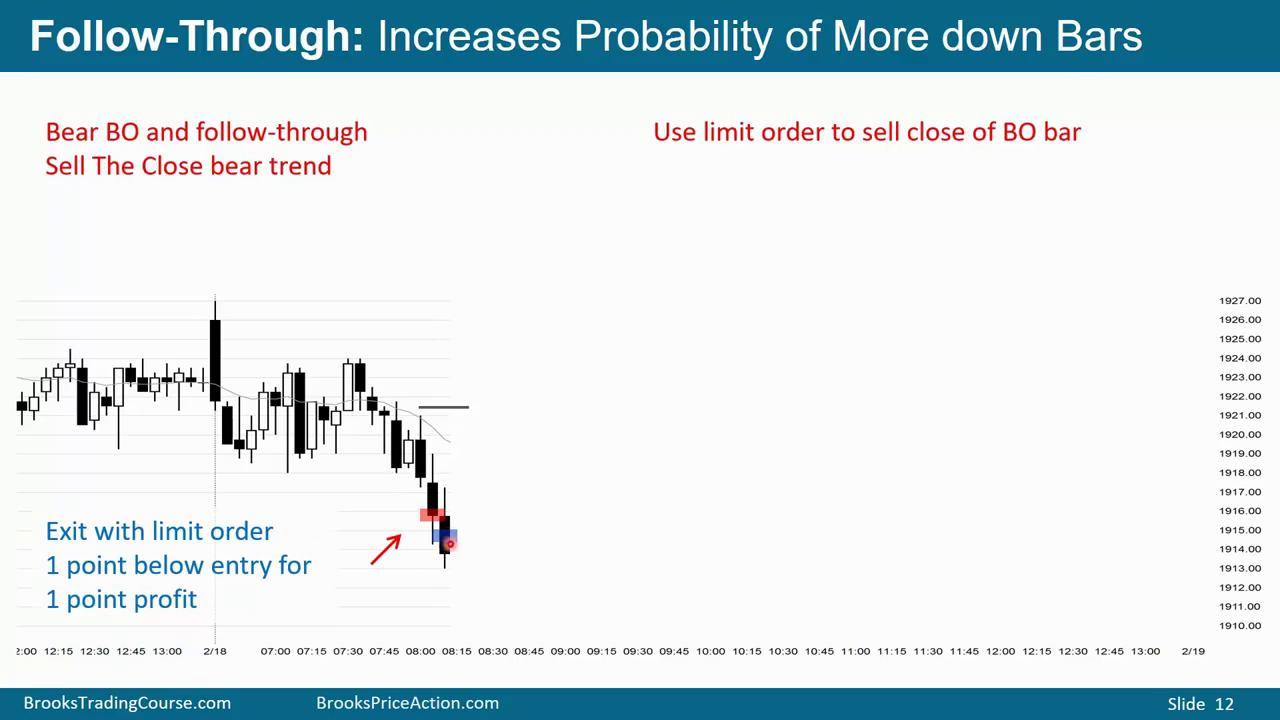 Follow-Through: Increases Probability of More down Bars
Bear BO and follow-through
Sell The Close bear trend
Use limit order to sell close of BO bar
Exit with limit order
1 point below entry for
1 point profit
1927.00
1926.00
1925.00
1924.00
1923.00
1922.00
1921.00
1920.00
1919.00
1918.00
1917.00
1916.00
1915.00
1914.00
1913.00
1912.00
1911.00
1910.00
2:00 12:15 12:30 12:45 13:00 2/18 07:00 07:15 07:30 07:45 08:00 08:15 08:30 08:45 09:00 09:15 09:30 09:45 10:00 10:15 10:30 10:45 11:00 11:15 11:30 11:45 12:00 12:15 12:30 12:45 13:00 2/19
BrooksTradingCourse.com BrooksPriceAction.com Slide 12